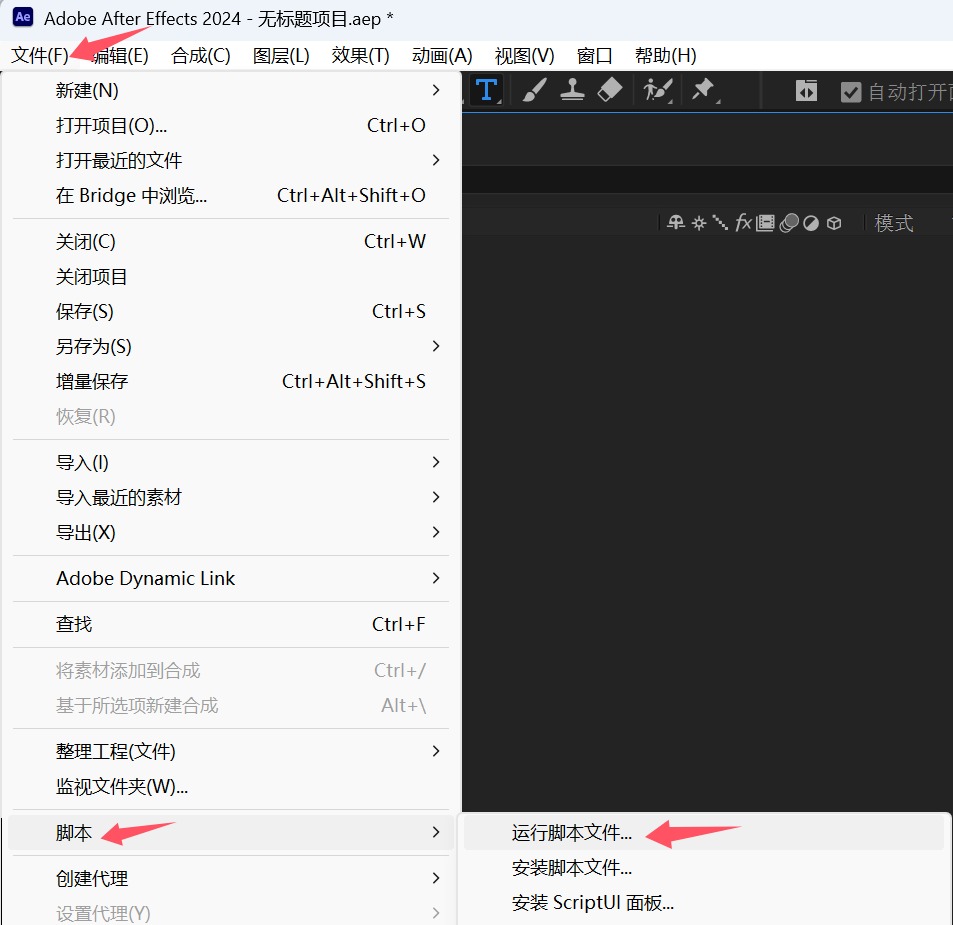 Ae Adobe After Effects 2024 - 无标题项目.aep *
文件(F) 编辑(E) 合成(C) 图层(L) 效果(T) 动画(A) 视图(V) 窗口 帮助(H)
新建(N)
T
自动打开
打开项目(O)... Ctrl+O
打开最近的文件
在 Bridge 中浏览... Ctrl+Alt+Shift+O
fx
模式
关闭(C) Ctrl+W
关闭项目
保存(S) Ctrl+S
另存为(S)
增量保存 Ctrl+Alt+Shift+S
恢复(R)
导入(I)
导入最近的素材
导出(X)
Adobe Dynamic Link
查找 Ctrl+F
将素材添加到合成 Ctrl+/
基于所选项新建合成 Alt+\
整理工程(文件)
监视文件夹(W)...
脚本
运行脚本文件...
创建代理
安装脚本文件...
设置代理(Y)
安装 ScriptUI 面板...